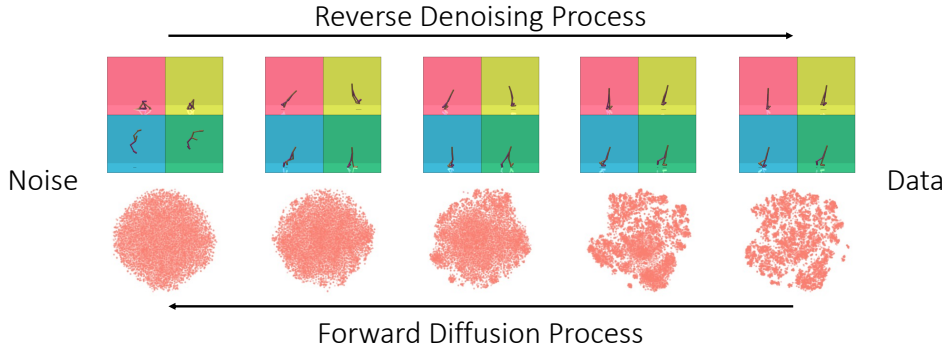 Reverse Denoising Process
Noise
Data
Forward Diffusion Process